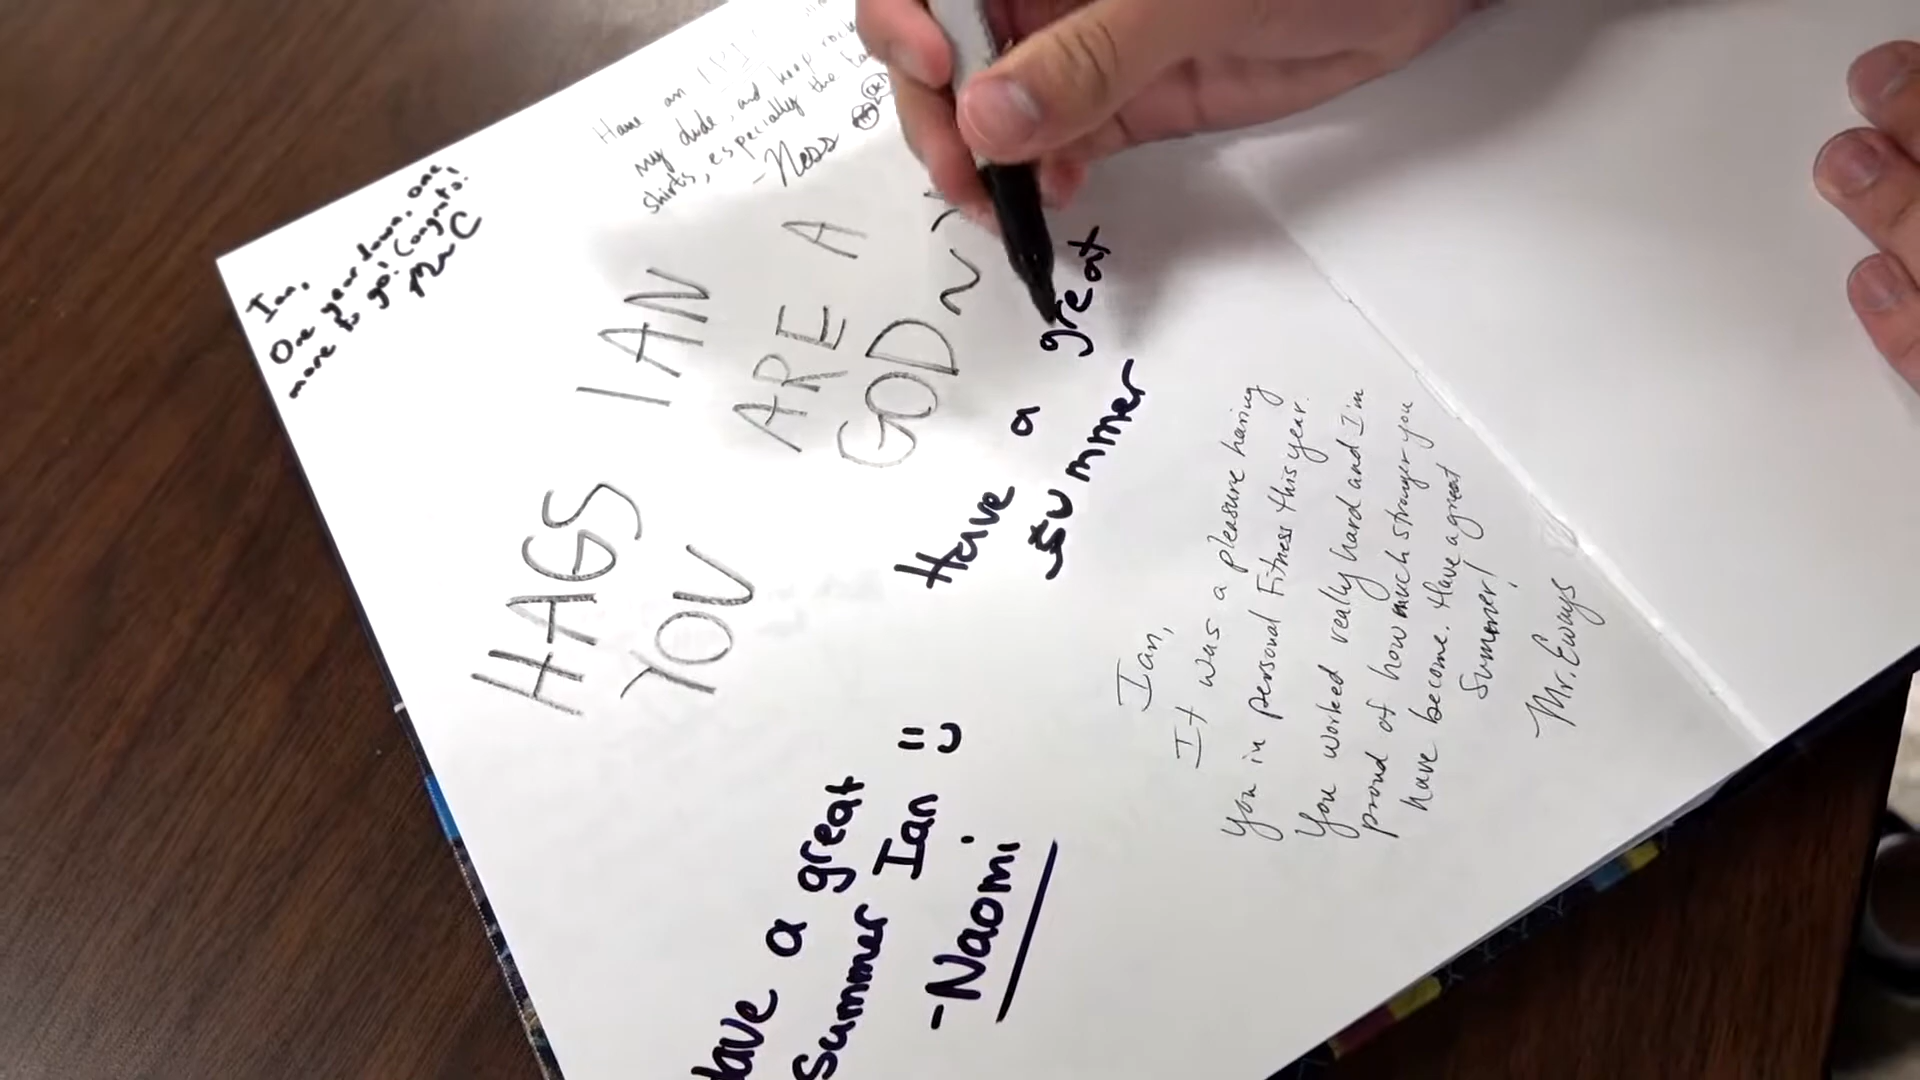 Ian,
One year down, one
more to go! Congrats!
Mr C
Have an
my dude, and keep
shirts, especially the
-Ness
HAGS IAN
YOU ARE A
GOD ~
Have a great
summer
Have a great
Summer Ian =)
-Naomi
Ian,
It was a pleasure having
you in personal Fitness this year.
You worked really hard and I'm
proud of how much stronger you
have become. Have a great
Summer!
Mr. Eways